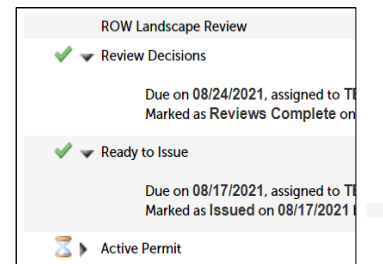 ROW Landscape Review
Review Decisions
Due on 08/24/2021, assigned to
Marked as Reviews Complete on
Ready to Issue
Due on 08/17/2021, assigned to
Marked as Issued on 08/17/2021
Active Permit